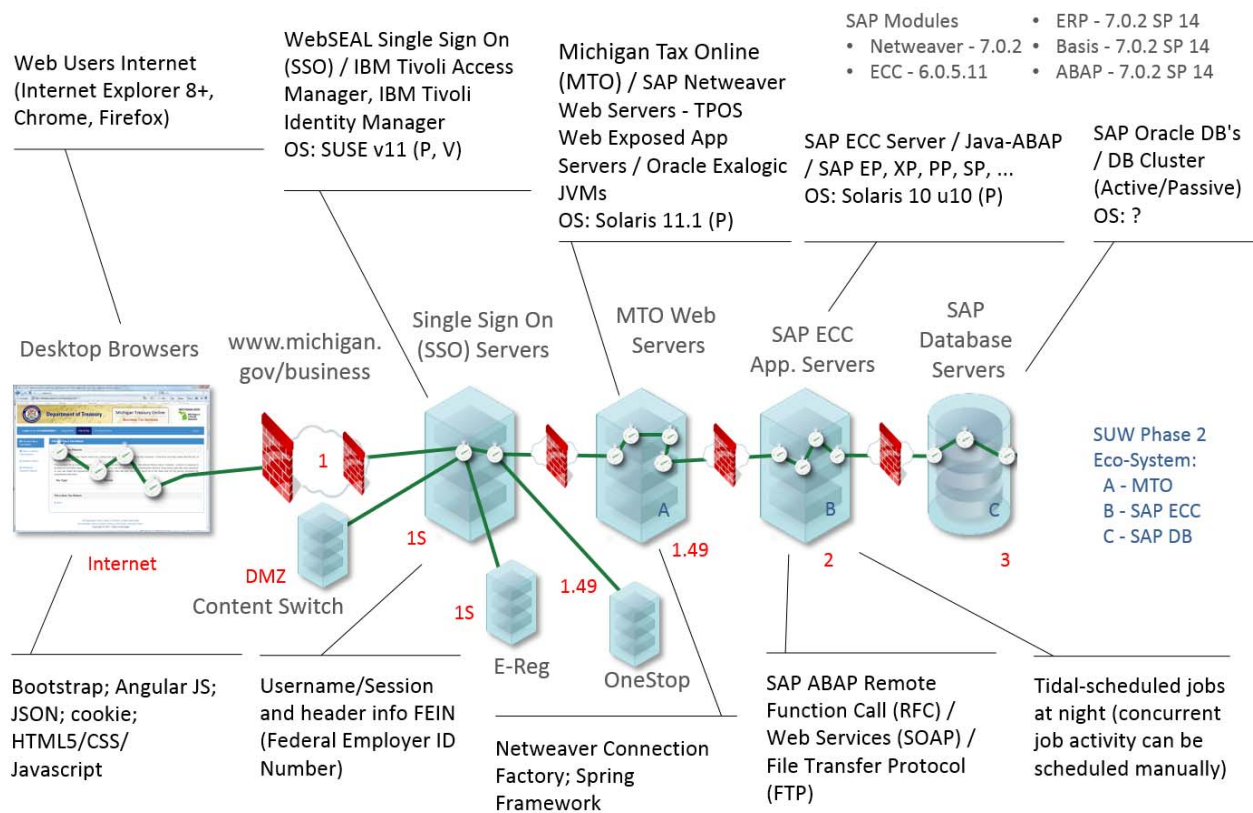 SAP Modules
• Netweaver - 7.0.2
• ECC - 6.0.5.11
• ERP - 7.0.2 SP 14
• Basis - 7.0.2 SP 14
• ABAP - 7.0.2 SP 14
Web Users Internet
(Internet Explorer 8+,
Chrome, Firefox)
WebSEAL Single Sign On
(SSO) / IBM Tivoli Access
Manager, IBM Tivoli
Identity Manager
OS: SUSE v11 (P, V)
Michigan Tax Online
(MTO) / SAP Netweaver
Web Servers - TPOS
Web Exposed App
Servers / Oracle Exalogic
JVMs
OS: Solaris 11.1 (P)
SAP ECC Server / Java-ABAP
/ SAP EP, XP, PP, SP, ...
OS: Solaris 10 u10 (P)
SAP Oracle DB's
/ DB Cluster
(Active/Passive)
OS: ?
Desktop Browsers
www.michigan.
gov/business
Single Sign On
(SSO) Servers
MTO Web
Servers
SAP ECC
App. Servers
SAP
Database
Servers
Department of Treasury
Michigan Treasury Online
1
A
B
C
SUW Phase 2
Eco-System:
A - MTO
B - SAP ECC
C - SAP DB
Internet
DMZ
Content Switch
1S
1S
E-Reg
1.49
OneStop
1.49
2
3
Bootstrap; Angular JS;
JSON; cookie;
HTML5/CSS/
Javascript
Username/Session
and header info FEIN
(Federal Employer ID
Number)
Netweaver Connection
Factory; Spring
Framework
SAP ABAP Remote
Function Call (RFC) /
Web Services (SOAP) /
File Transfer Protocol
(FTP)
Tidal-scheduled jobs
at night (concurrent
job activity can be
scheduled manually)